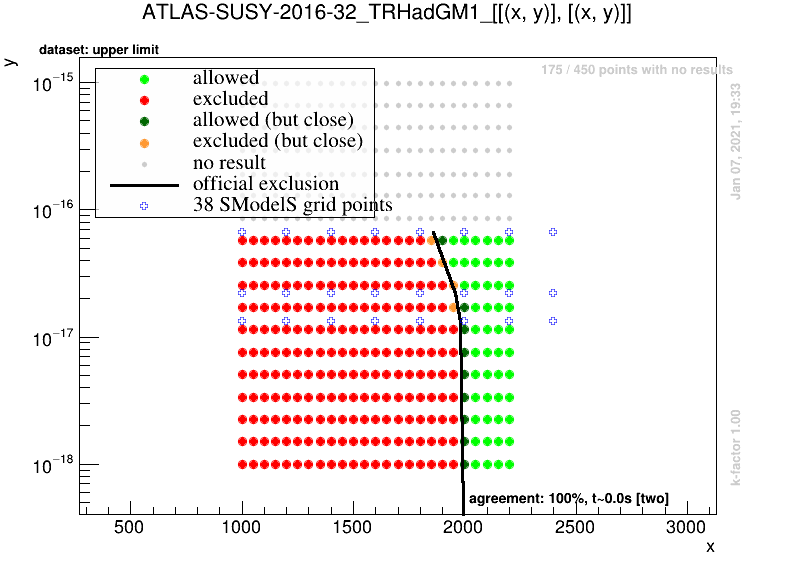 ATLAS-SUSY-2016-32_TRHadGM1_[[(x, y)], [(x, y)]]
dataset: upper limit
y
175 / 450 points with no results
allowed
excluded
allowed (but close)
excluded (but close)
no result
official exclusion
38 SModelS grid points
Jan 07, 2021, 19:33
k-factor 1.00
10⁻¹⁵
10⁻¹⁶
10⁻¹⁷
10⁻¹⁸
agreement: 100%, t~0.0s [two]
500 1000 1500 2000 2500 3000
x